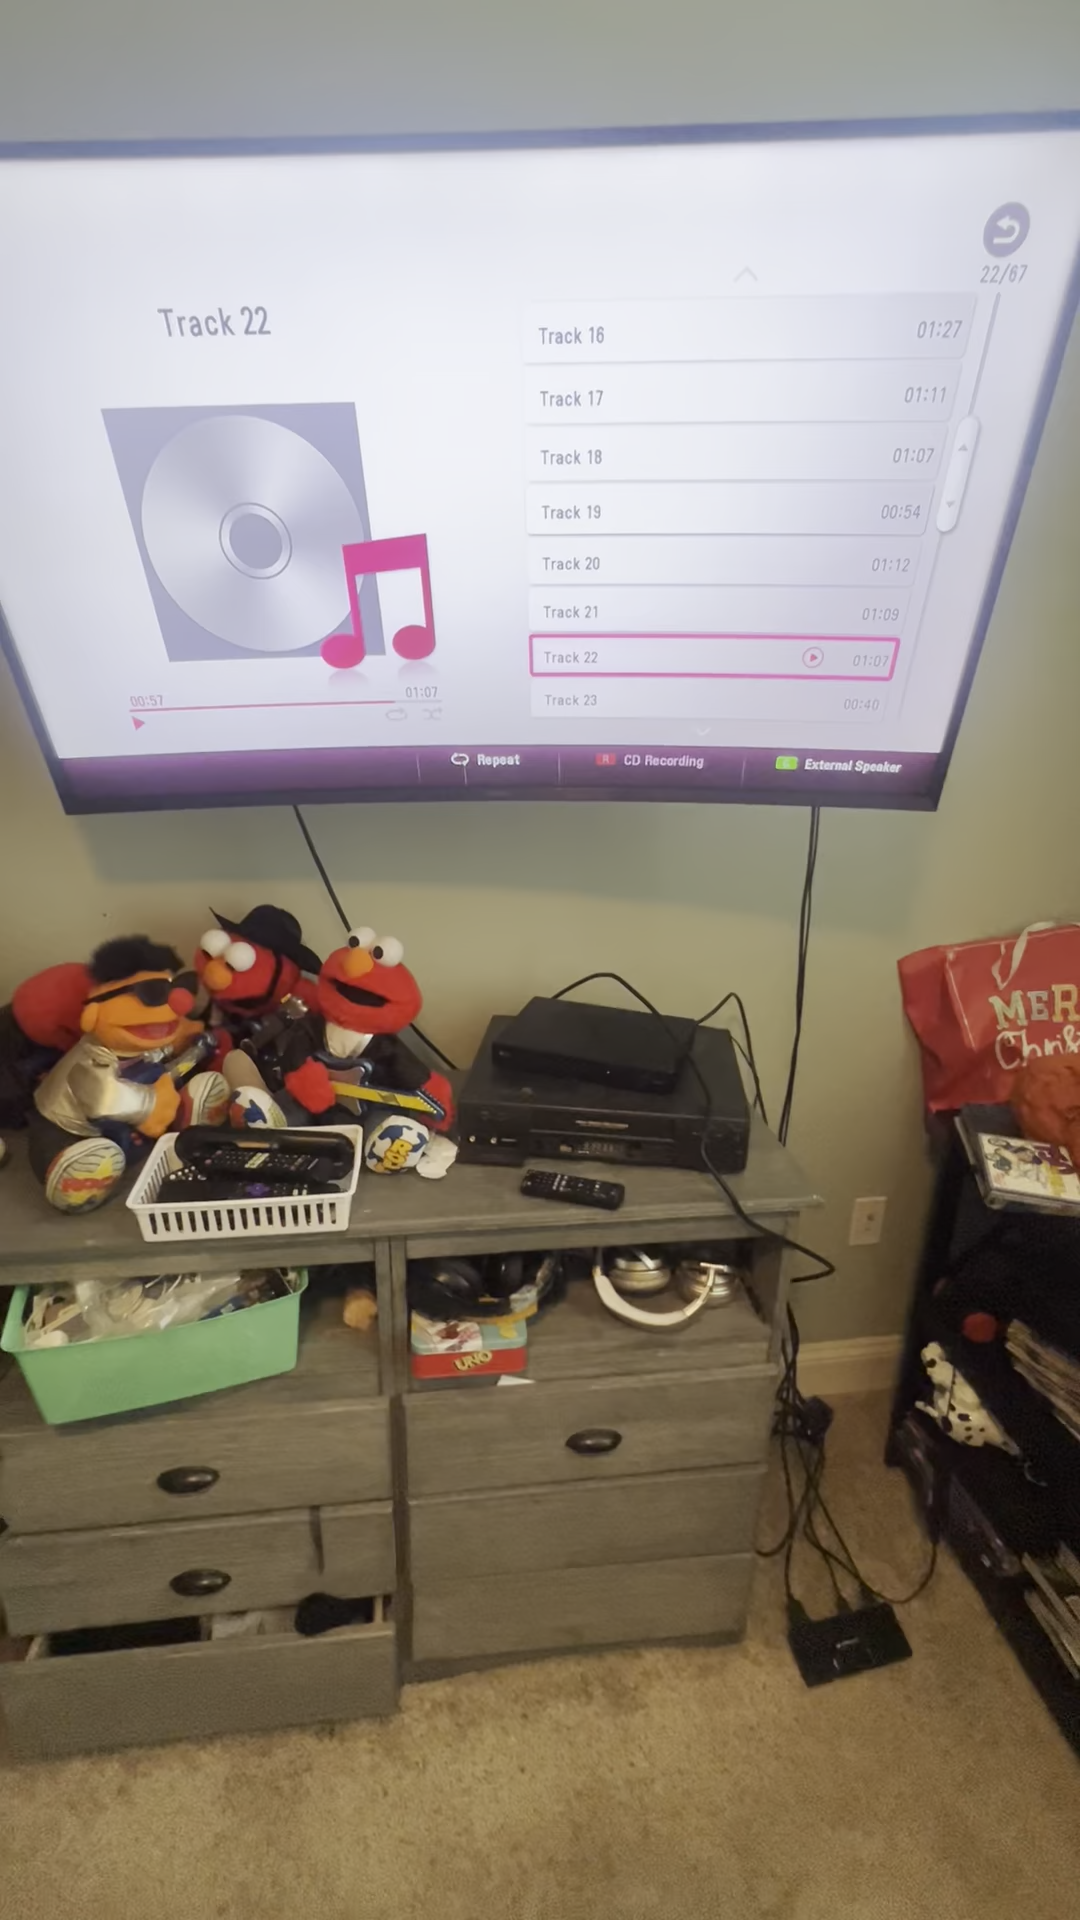 22/67
Track 22
Track 16 01:27
Track 17 01:11
Track 18 01:07
Track 19 00:54
Track 20 01:12
Track 21 01:09
Track 22 01:07
Track 23 00:40
00:57 01:07
Repeat R CD Recording External Speaker
MER
Chris
UNO